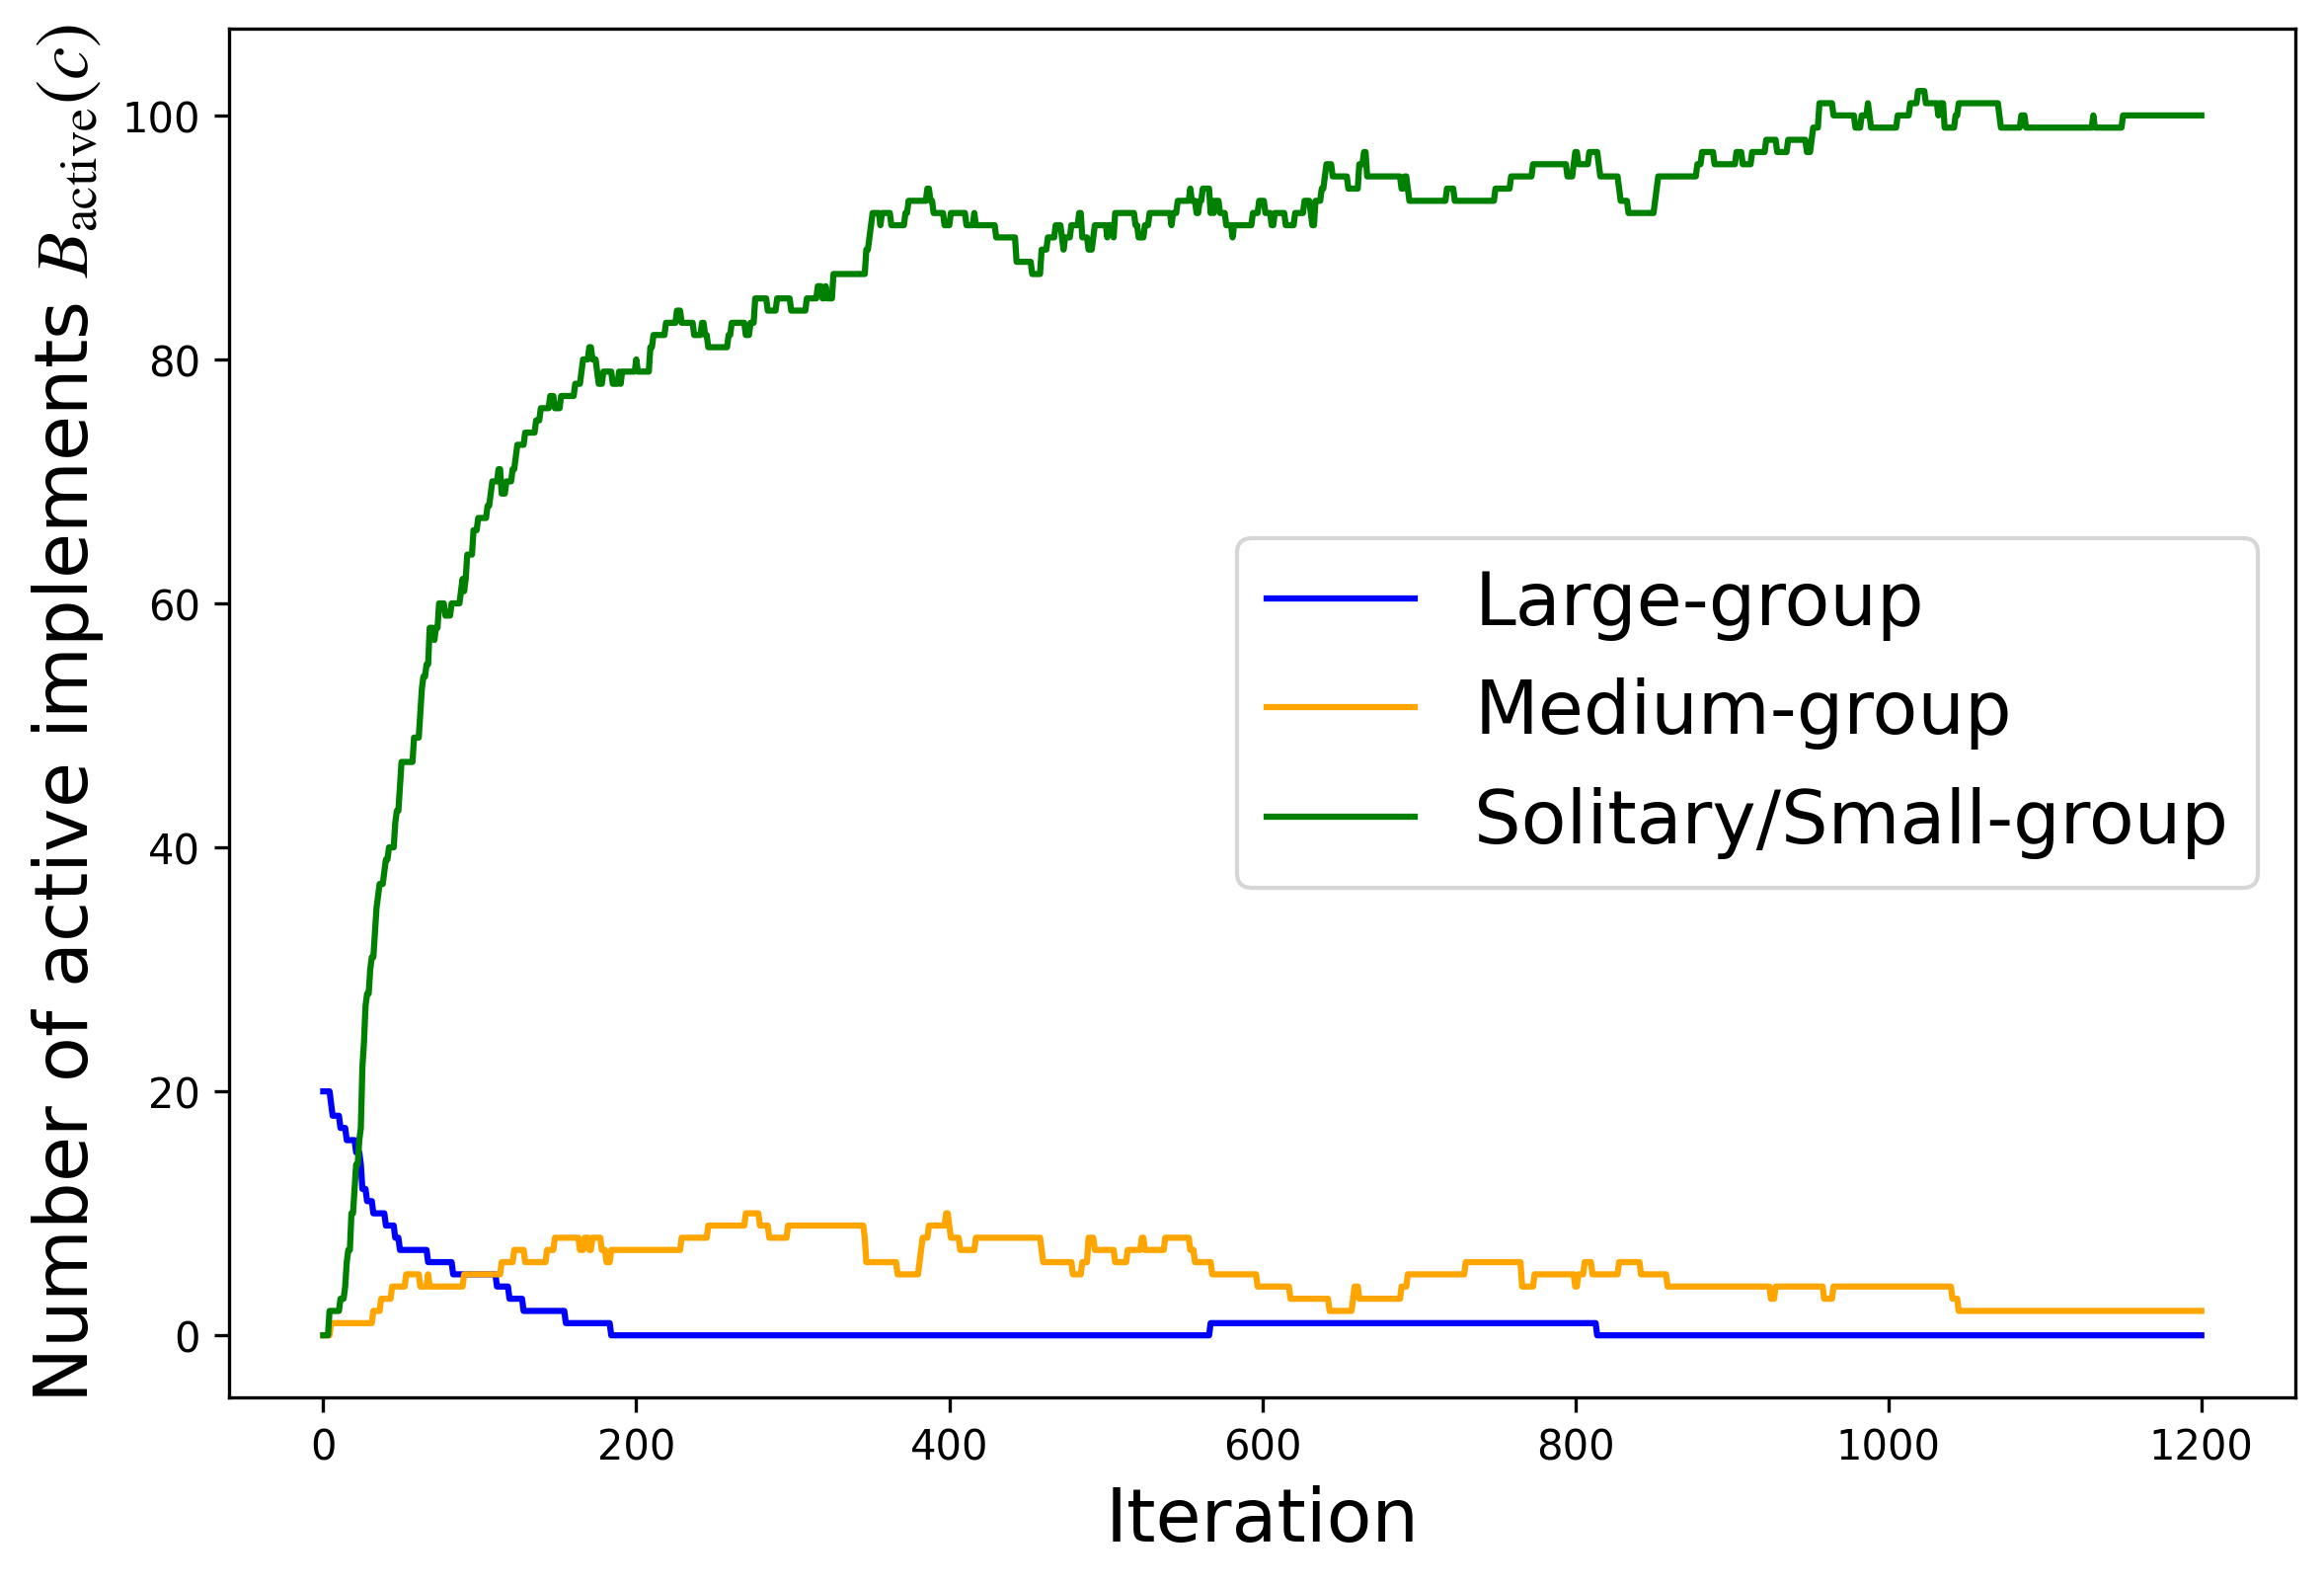 Number of active implements B_active(c)
100
80
60
40
20
0
Large-group
Medium-group
Solitary/Small-group
0 200 400 600 800 1000 1200
Iteration